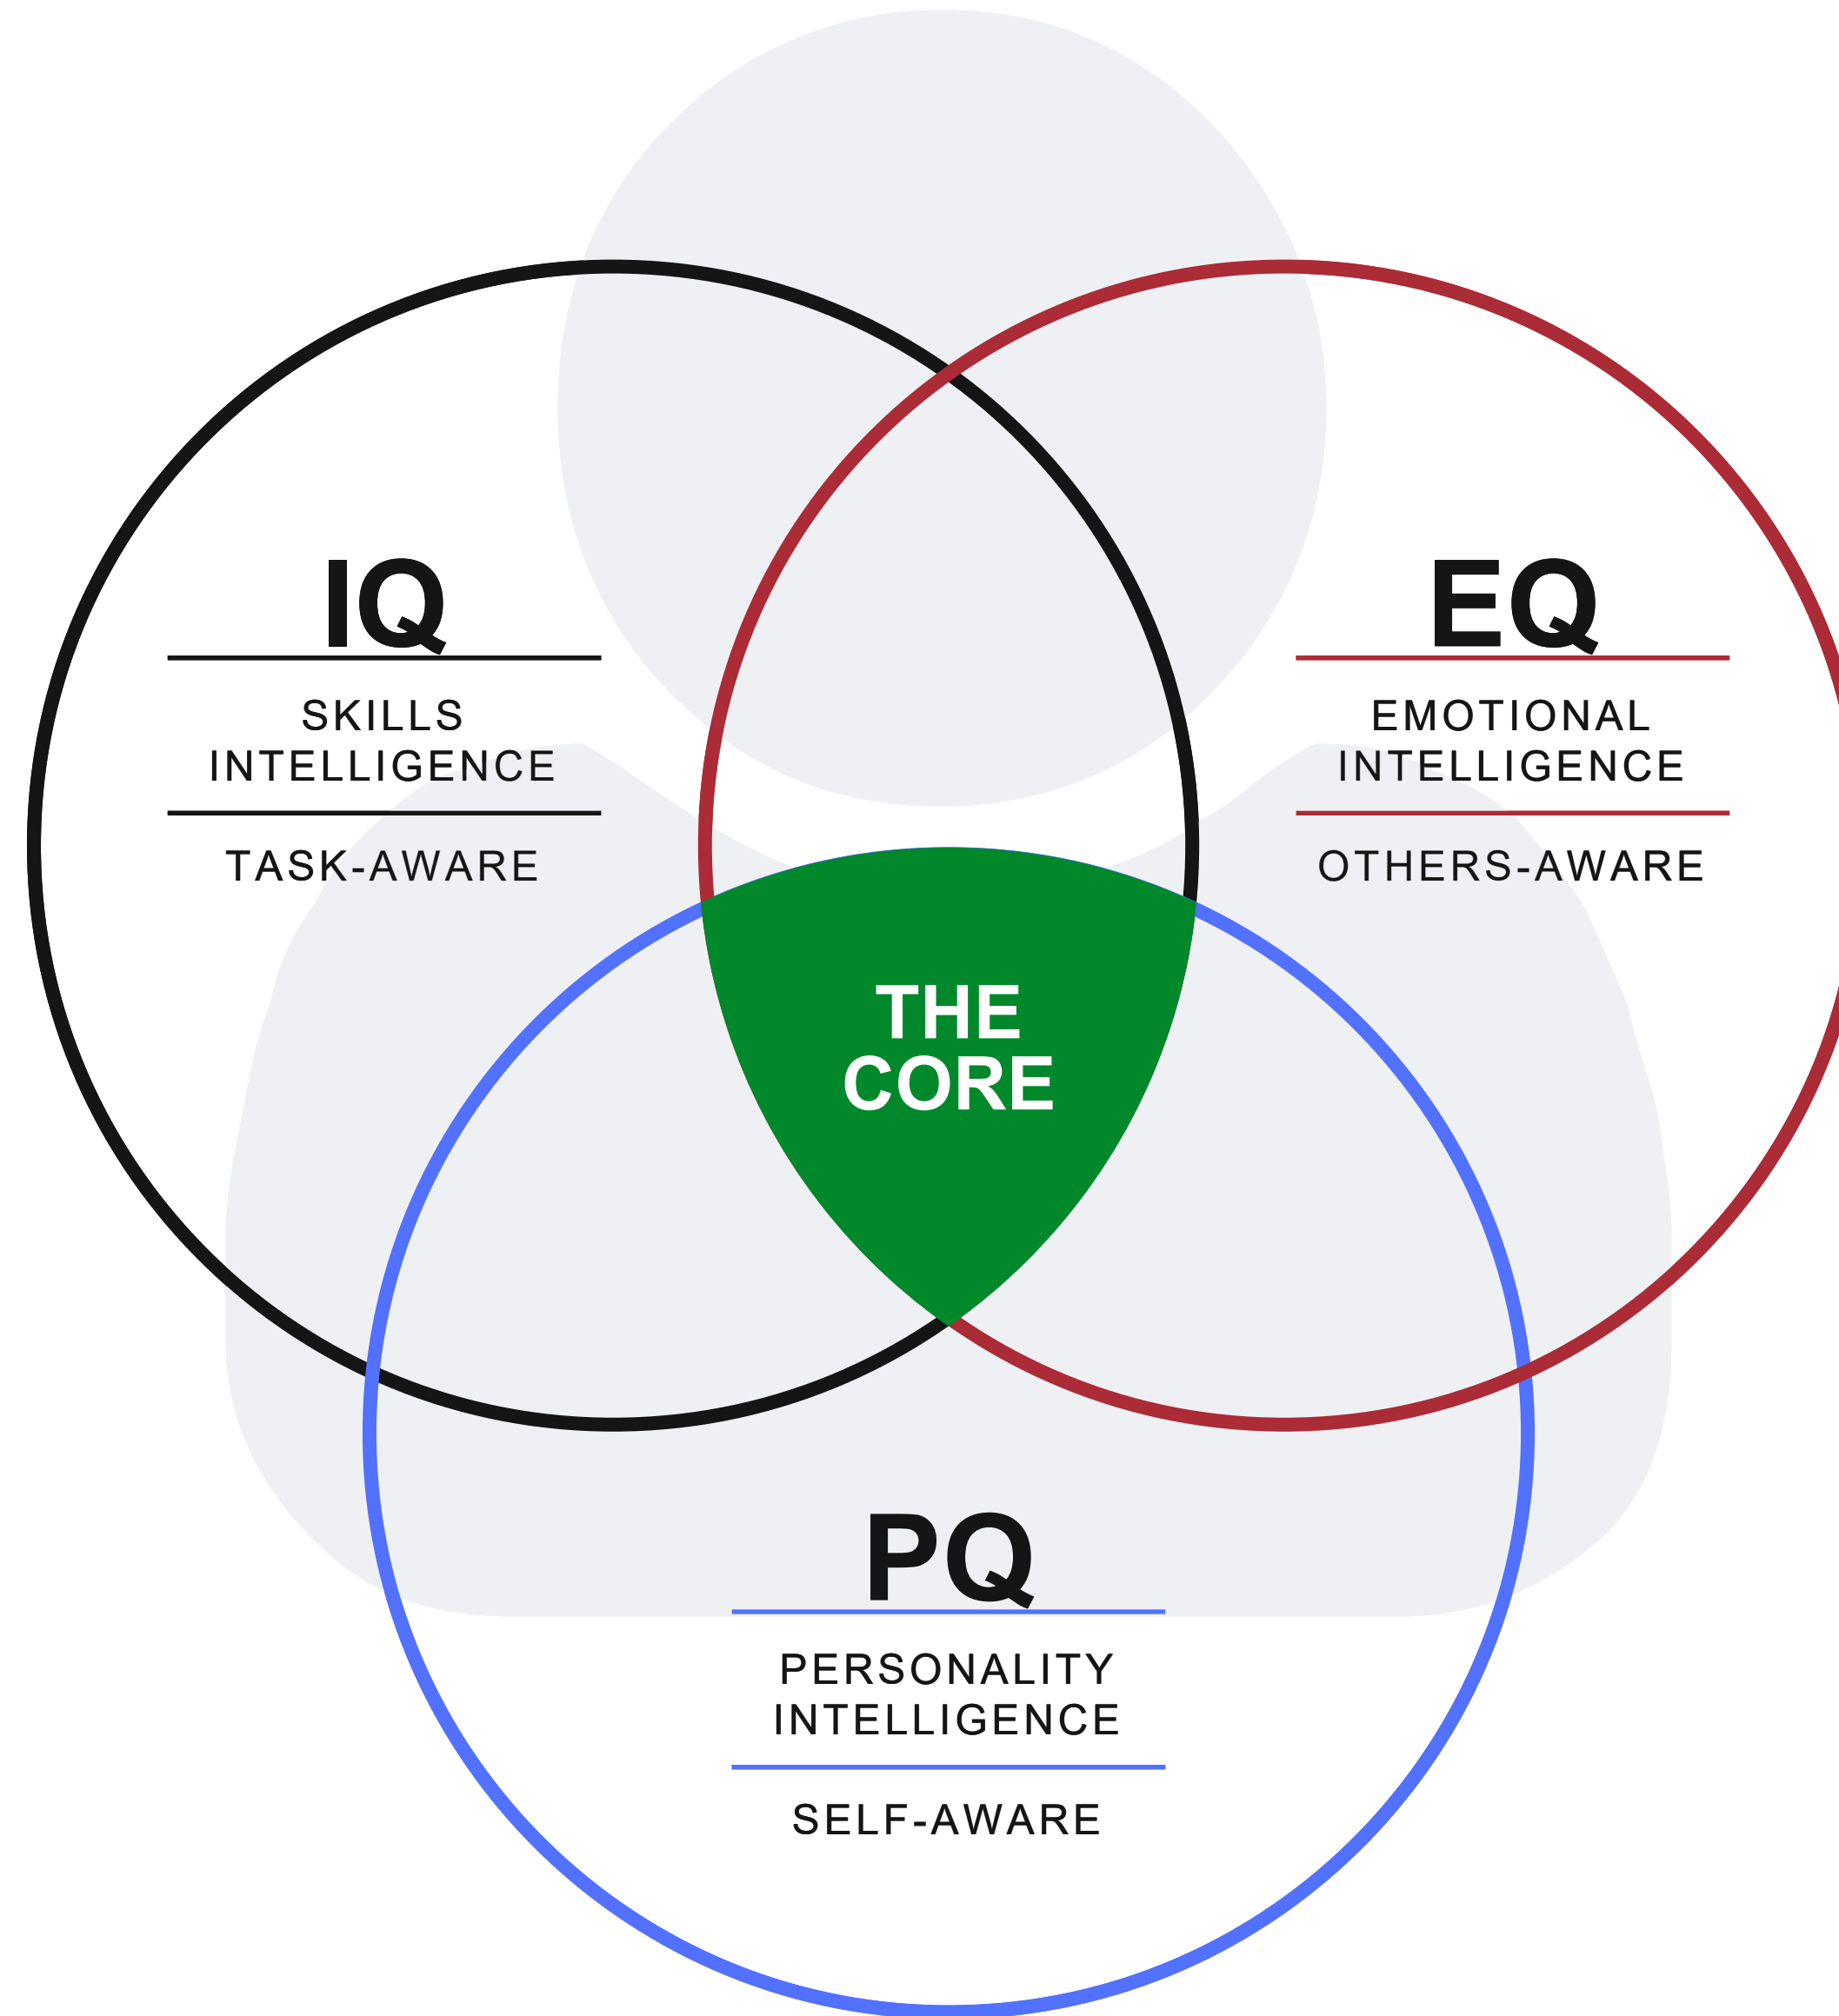 IQ
SKILLS
INTELLIGENCE
TASK-AWARE
EQ
EMOTIONAL
INTELLIGENCE
OTHERS-AWARE
THE
CORE
PQ
PERSONALITY
INTELLIGENCE
SELF-AWARE